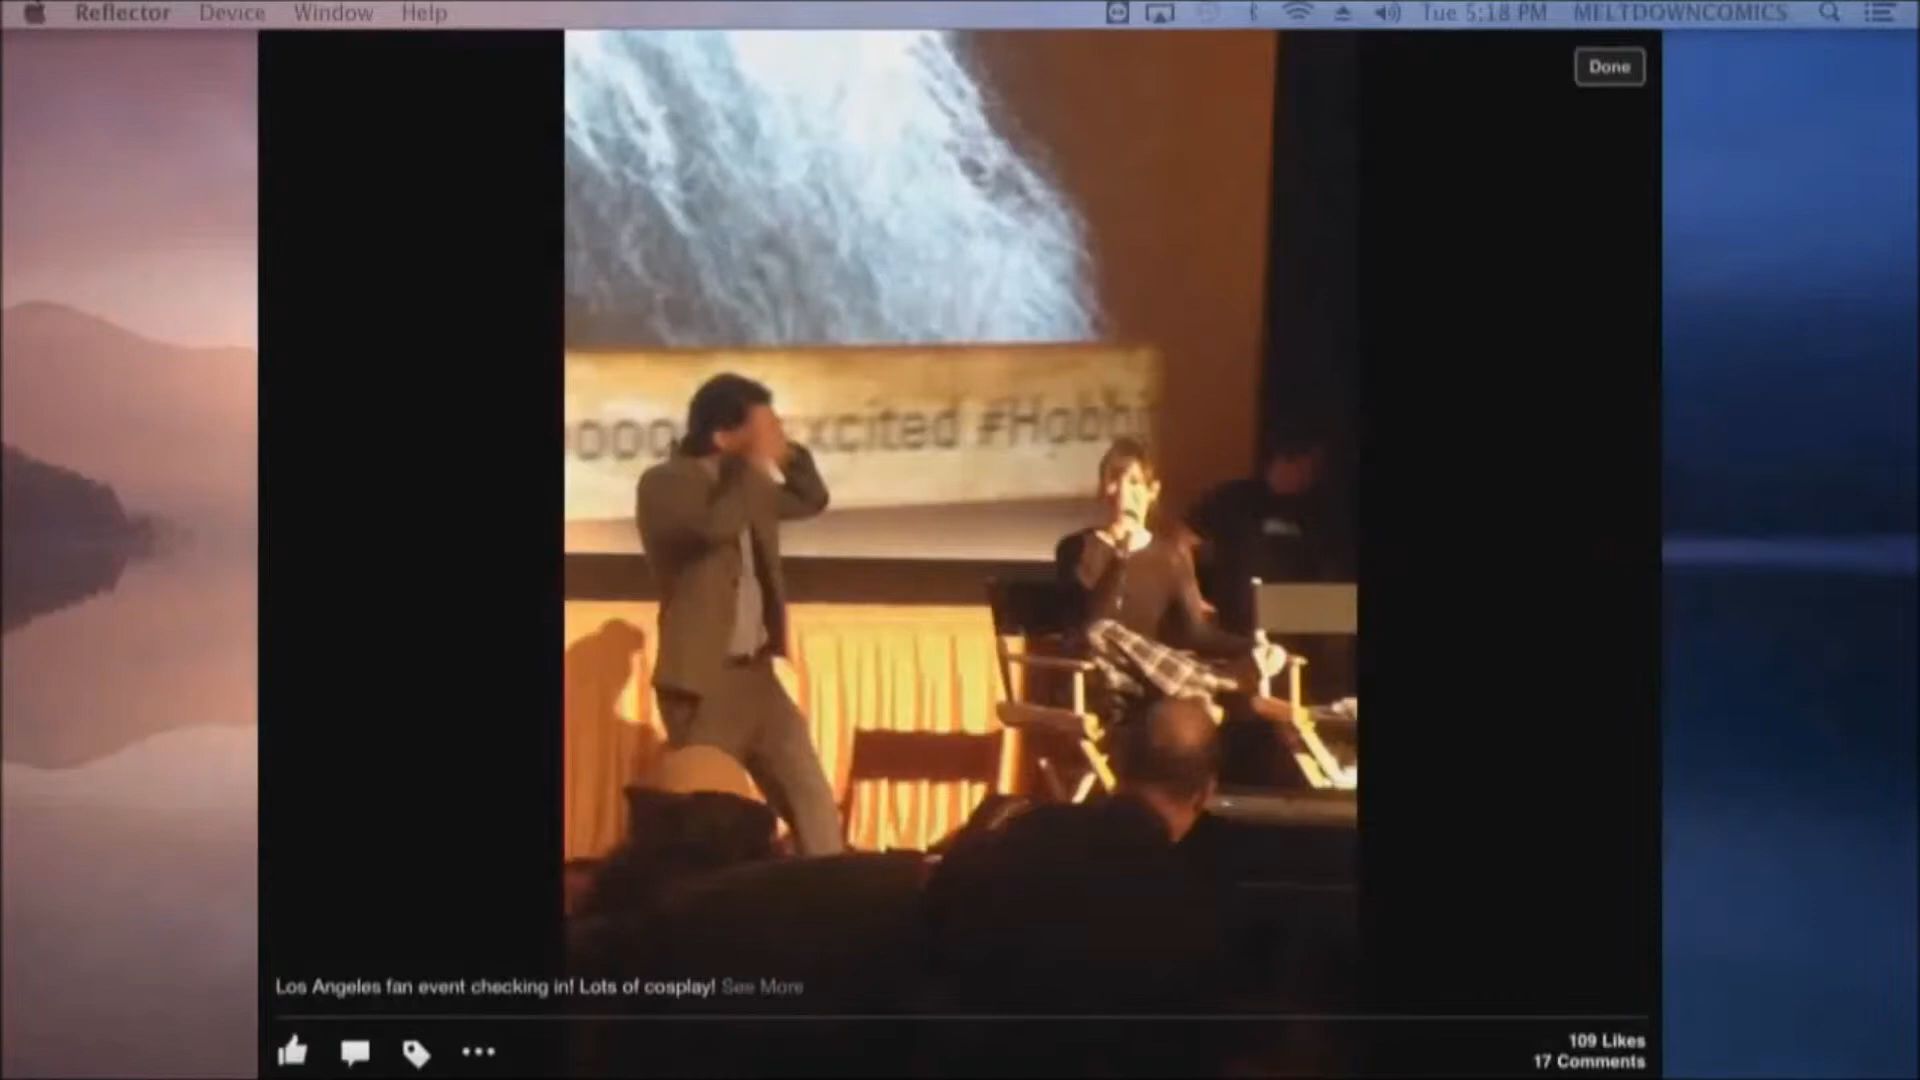 Reflector Device Window Help Tue 5:18 PM MELTDOWNCOMICS
Done
xcited #Hobbi
Los Angeles fan event checking in! Lots of cosplay! See More
109 Likes
17 Comments